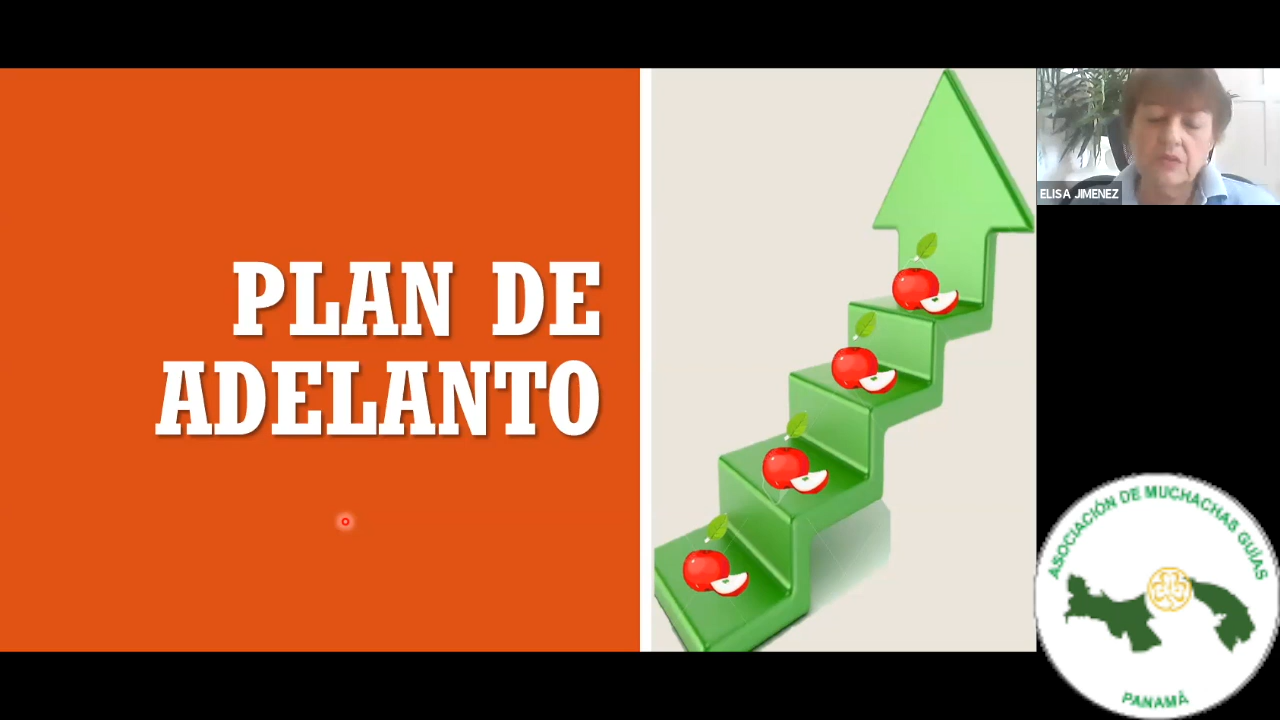 PLAN DE
ADELANTO
ELISA JIMENEZ
ASOCIACIÓN DE MUCHACHAS GUÍAS
PANAMÁ